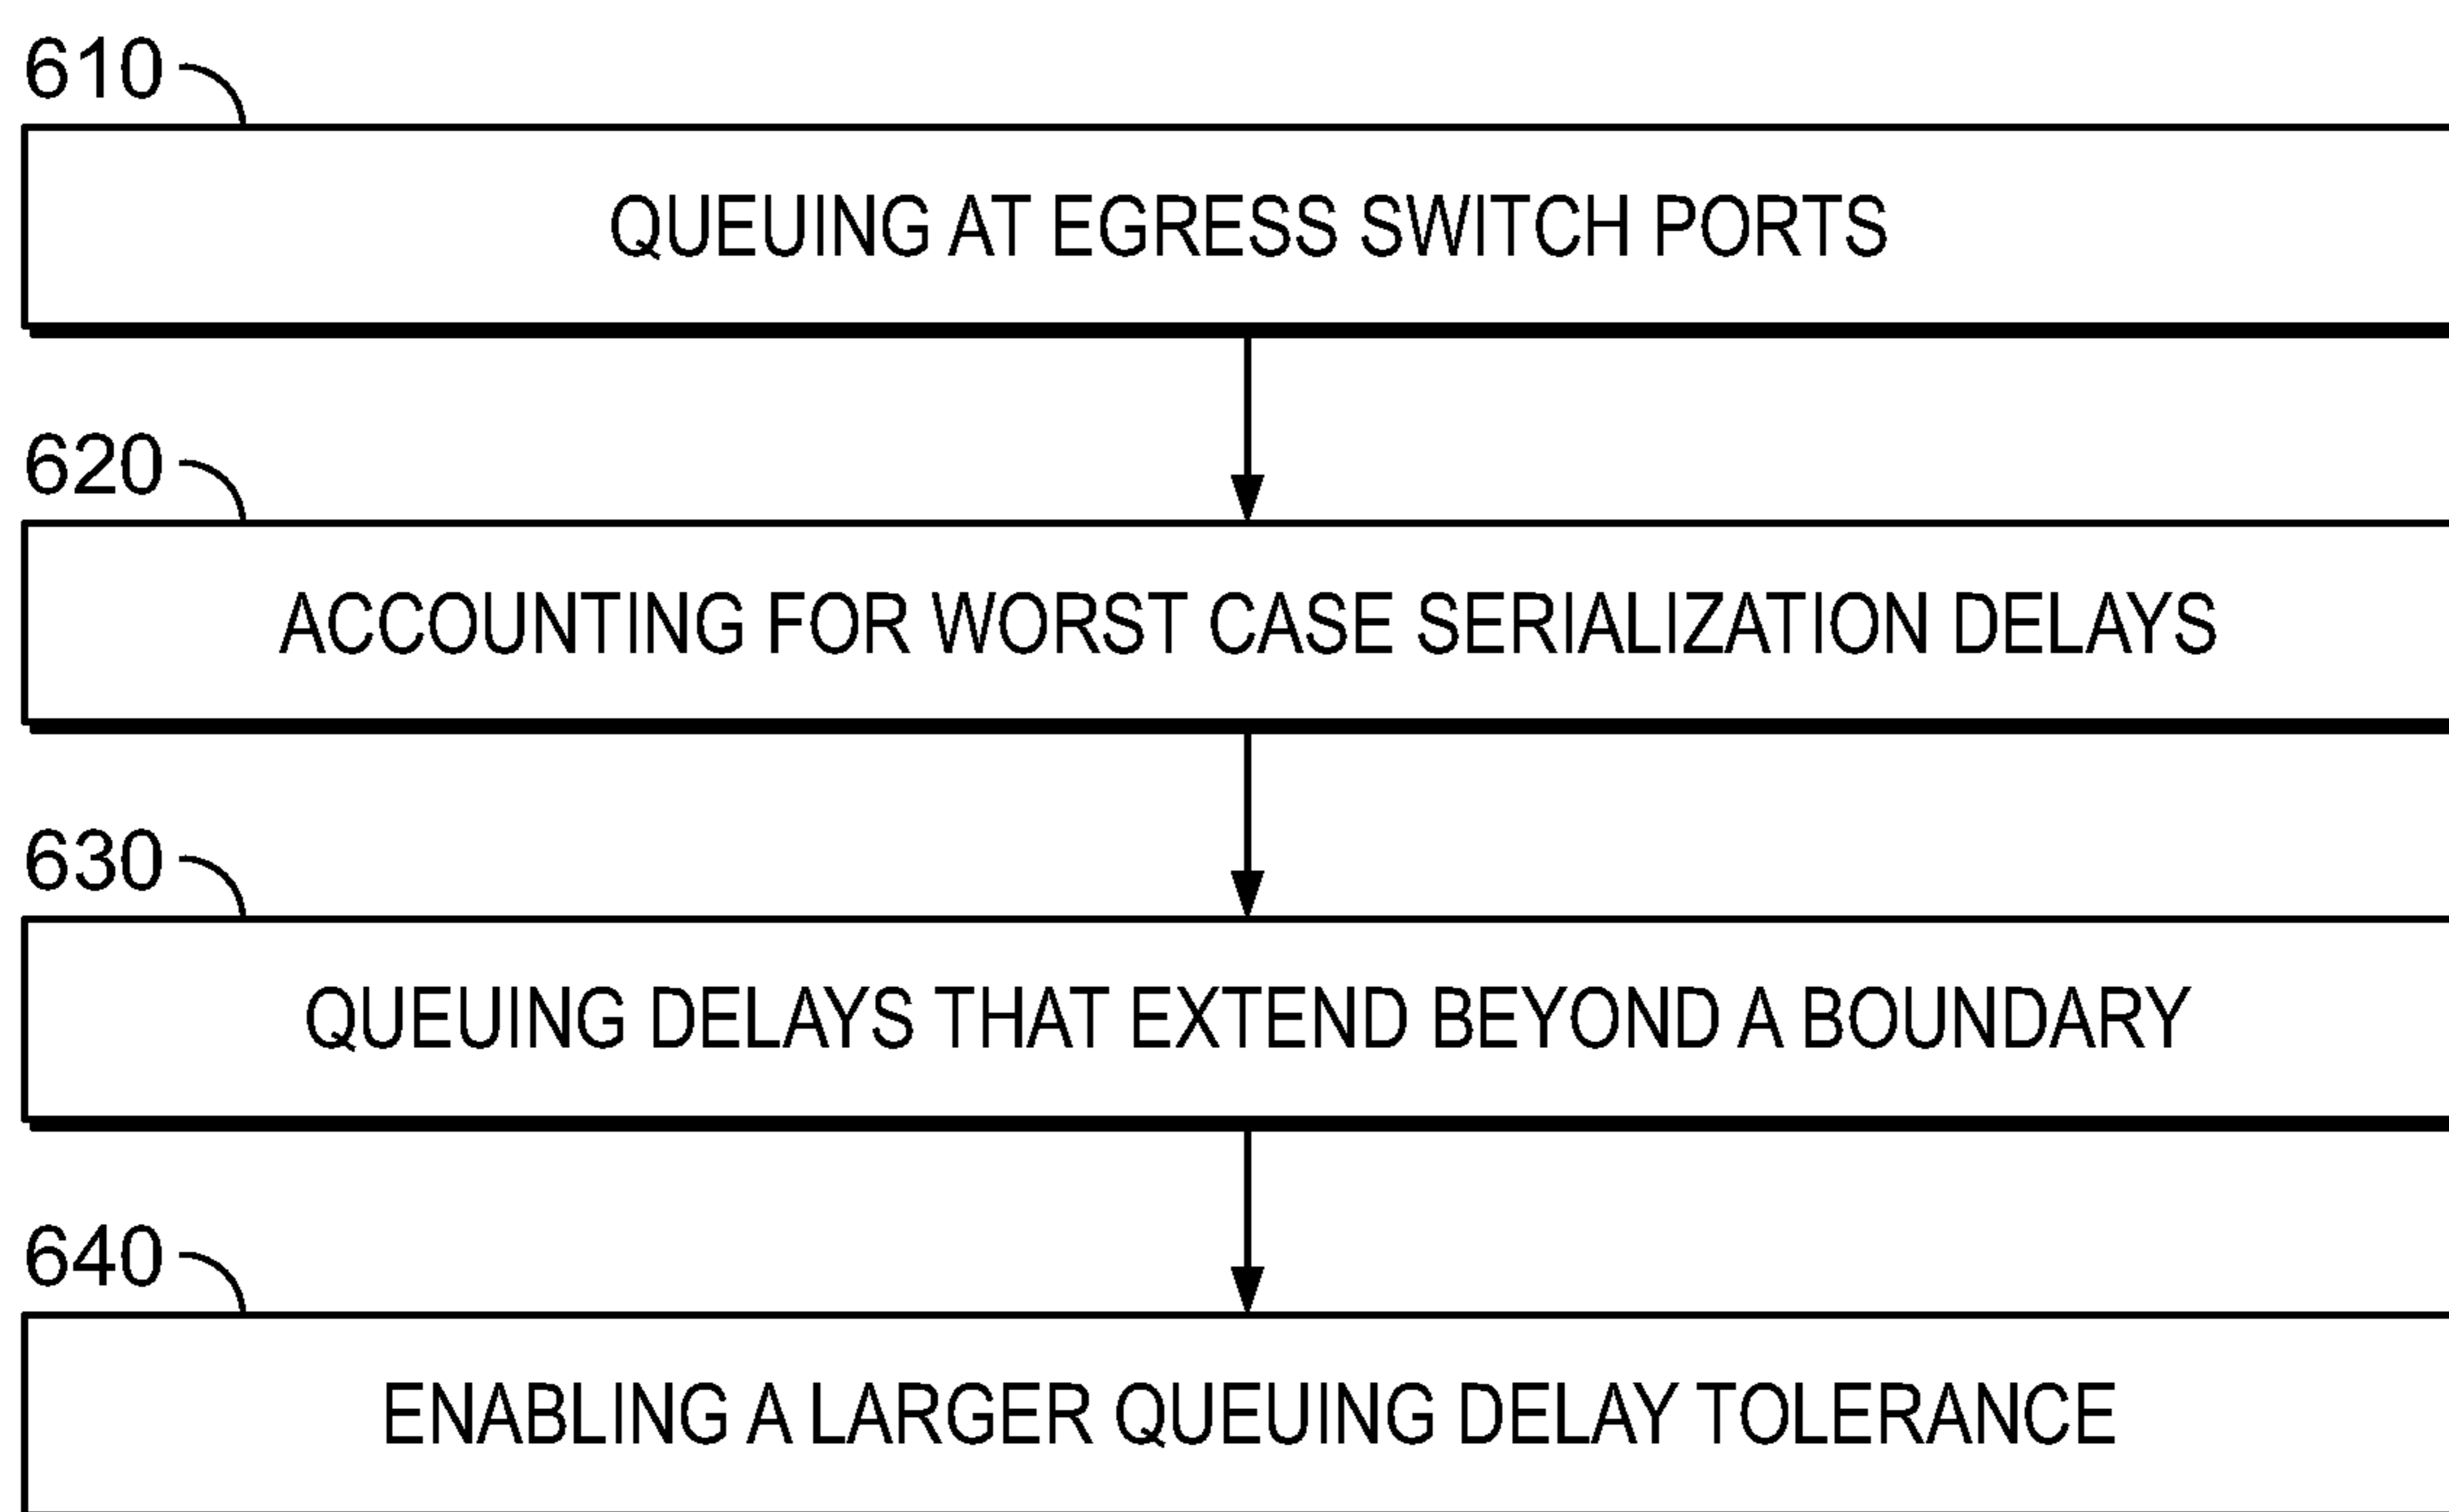 610
QUEUING AT EGRESS SWITCH PORTS
620
ACCOUNTING FOR WORST CASE SERIALIZATION DELAYS
630
QUEUING DELAYS THAT EXTEND BEYOND A BOUNDARY
640
ENABLING A LARGER QUEUING DELAY TOLERANCE